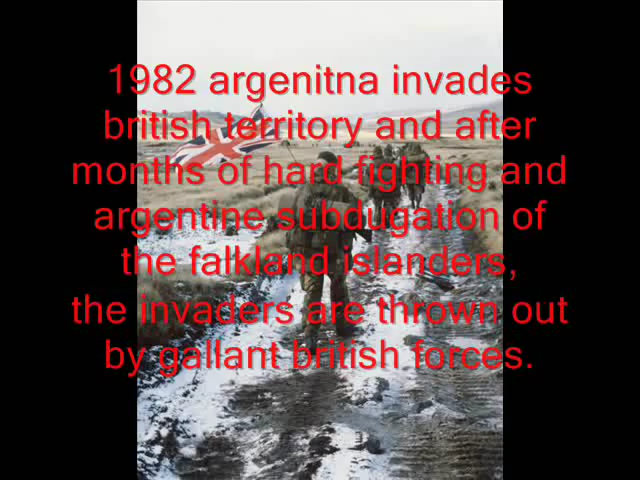 1982 argenitna invades
british territory and after
months of hard fighting and
argentine subdugation of
the falkland islanders,
the invaders are thrown out
by gallant british forces.